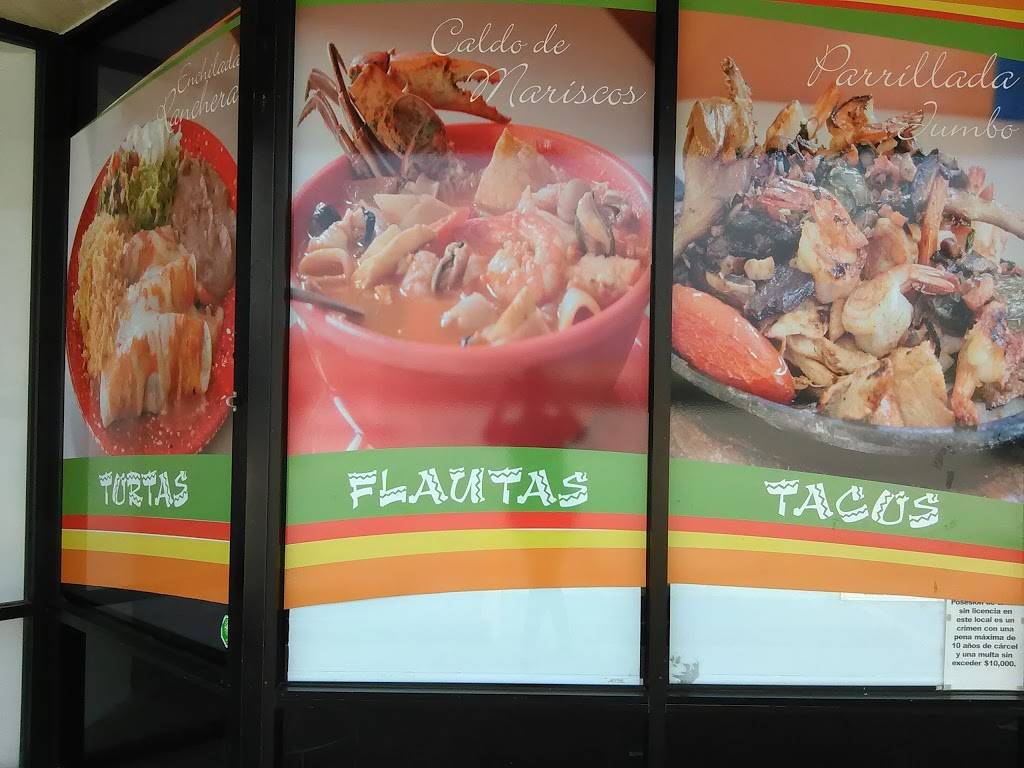 Enchilada
Ranchera
Caldo de
Mariscos
Parrillada
Jumbo
TORTAS
FLAUTAS
TACOS
sin licencia en
este local es un
crimen con una
pena máxima de
10 años de cárcel
y una multa sin
exceder $10,000.